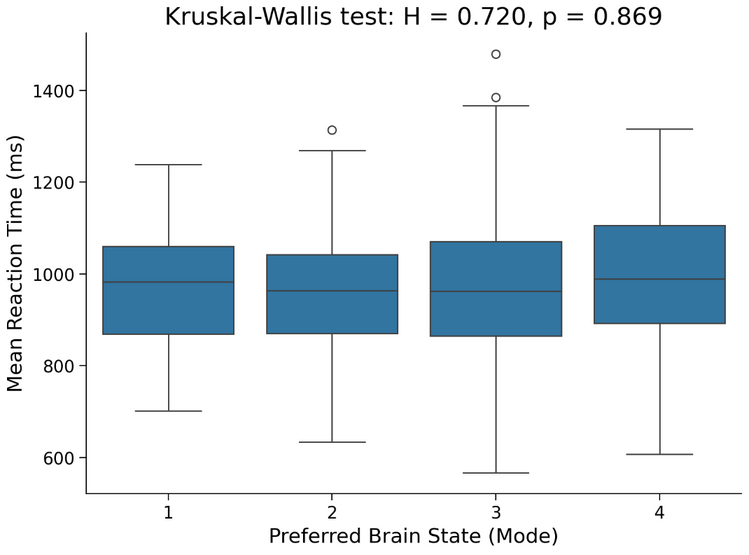 Kruskal-Wallis test: H = 0.720, p = 0.869
1400
1200
1000
800
600
Mean Reaction Time (ms)
1 2 3 4
Preferred Brain State (Mode)